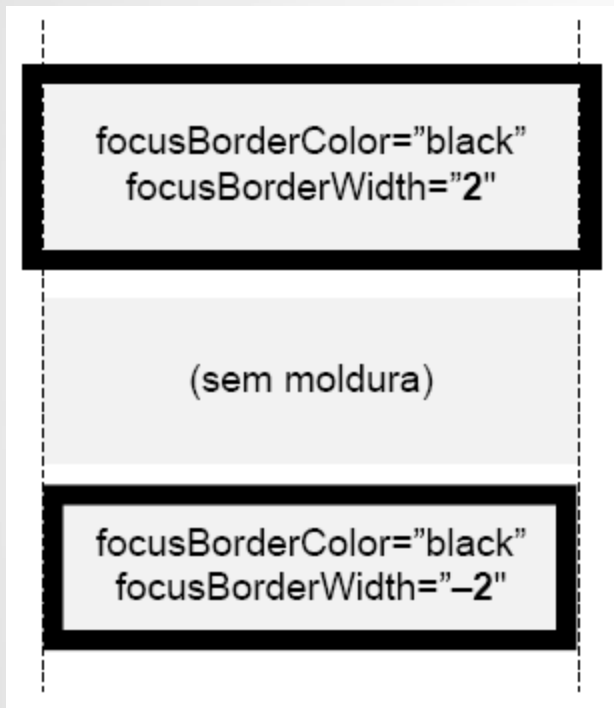 focusBorderColor=”black”
focusBorderWidth=”2"
(sem moldura)
focusBorderColor=”black”
focusBorderWidth=”–2"